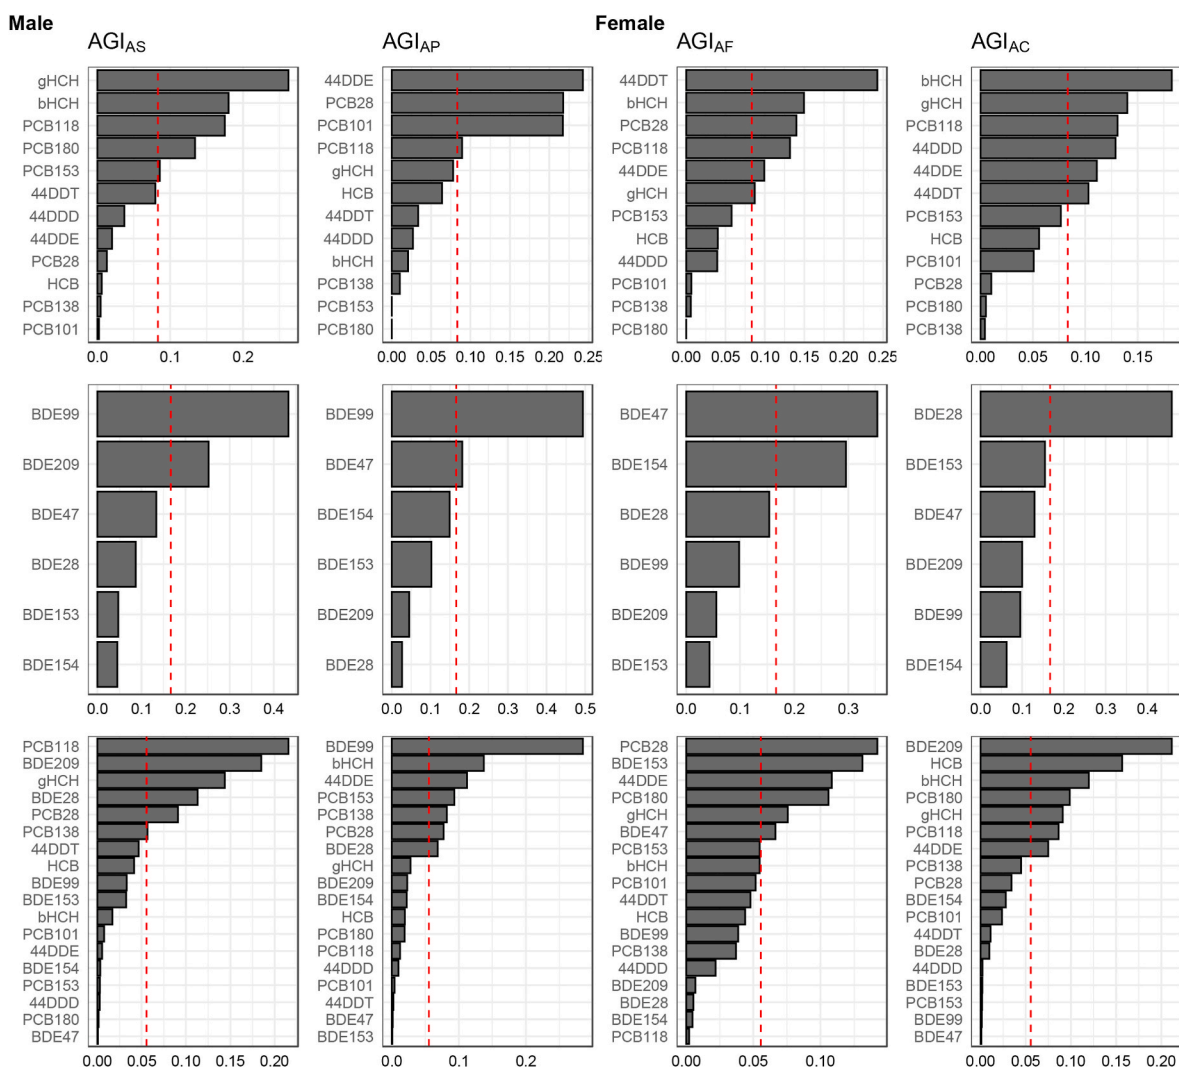 Male
Female
AGIAS
AGIAP
AGIAF
AGIAC
gHCH
bHCH
PCB118
PCB180
PCB153
44DDT
44DDD
44DDE
PCB28
HCB
PCB138
PCB101
0.0 0.1 0.2
44DDE
PCB28
PCB101
PCB118
gHCH
HCB
44DDT
44DDD
bHCH
PCB138
PCB153
PCB180
0.00 0.05 0.10 0.15 0.20 0.25
44DDT
bHCH
PCB28
PCB118
44DDE
gHCH
PCB153
HCB
44DDD
PCB101
PCB138
PCB180
0.00 0.05 0.10 0.15 0.20 0.25
bHCH
gHCH
PCB118
44DDD
44DDE
44DDT
PCB153
HCB
PCB101
PCB28
PCB180
PCB138
0.00 0.05 0.10 0.15
BDE99
BDE209
BDE47
BDE28
BDE153
BDE154
0.0 0.1 0.2 0.3 0.4
BDE99
BDE47
BDE154
BDE153
BDE209
BDE28
0.0 0.1 0.2 0.3 0.4 0.5
BDE47
BDE154
BDE28
BDE99
BDE209
BDE153
0.0 0.1 0.2 0.3
BDE28
BDE153
BDE47
BDE209
BDE99
BDE154
0.0 0.1 0.2 0.3 0.4
PCB118
BDE209
gHCH
BDE28
PCB28
PCB138
44DDT
HCB
BDE99
BDE153
bHCH
PCB101
44DDE
BDE154
PCB153
44DDD
PCB180
BDE47
0.00 0.05 0.10 0.15 0.20
BDE99
bHCH
44DDE
PCB153
PCB138
PCB28
BDE28
gHCH
BDE209
BDE154
HCB
PCB180
PCB118
44DDD
PCB101
44DDT
BDE47
BDE153
0.0 0.1 0.2
PCB28
BDE153
44DDE
PCB180
gHCH
BDE47
PCB153
bHCH
PCB101
44DDT
HCB
BDE99
PCB138
44DDD
BDE209
BDE28
BDE154
PCB118
0.00 0.05 0.10
BDE209
HCB
bHCH
PCB180
gHCH
PCB118
44DDE
PCB138
PCB28
BDE154
PCB101
44DDT
BDE28
44DDD
BDE153
PCB153
BDE99
BDE47
0.00 0.05 0.10 0.15 0.20